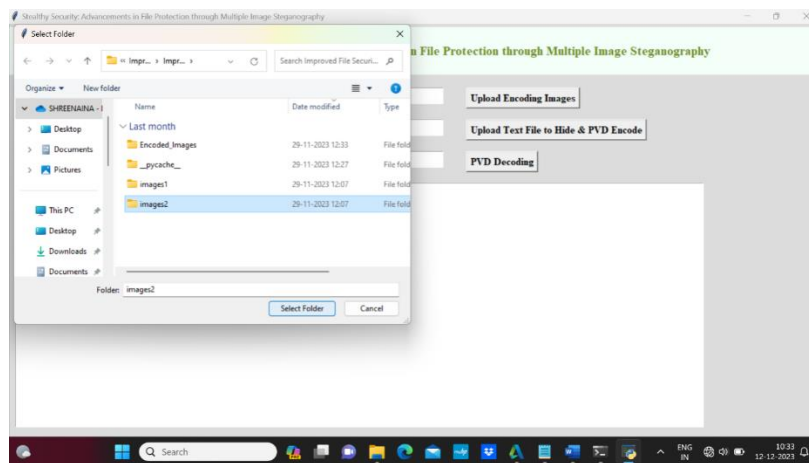 Stealthy Security: Advancements in File Protection through Multiple Image Steganography
Select Folder
n File Protection through Multiple Image Steganography
« Impr... › Impr... ›
Search Improved File Securi...
Organize
New folder
SHREENAINA - I
Desktop
Documents
Pictures
This PC
Desktop
Downloads
Documents
Name
Date modified
Type
Last month
Encoded_Images
29-11-2023 12:33
File fold
__pycache__
29-11-2023 12:27
File fold
images1
29-11-2023 12:07
File fold
images2
29-11-2023 12:07
File fold
Folder: images2
Select Folder
Cancel
Upload Encoding Images
Upload Text File to Hide & PVD Encode
PVD Decoding
Search
ENG
IN
10:33
12-12-2023